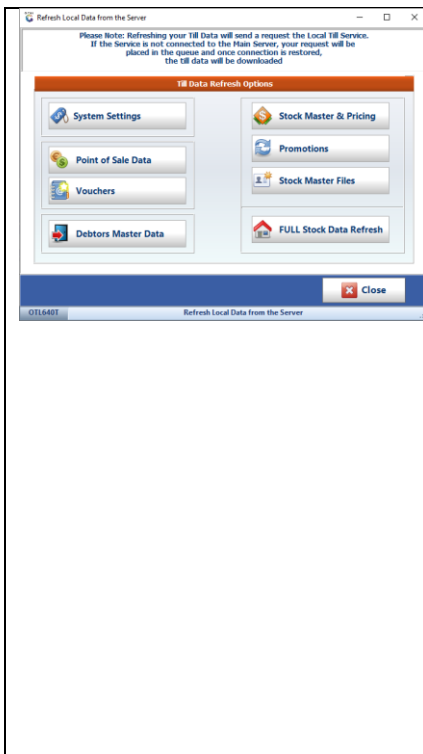 Refresh Local Data from the Server
Please Note: Refreshing your Till Data will send a request the Local Till Service.
If the Service is not connected to the Main Server, your request will be
placed in the queue and once connection is restored,
the till data will be downloaded
Till Data Refresh Options
System Settings
Point of Sale Data
Vouchers
Debtors Master Data
Stock Master & Pricing
Promotions
Stock Master Files
FULL Stock Data Refresh
Close
OTL640T
Refresh Local Data from the Server